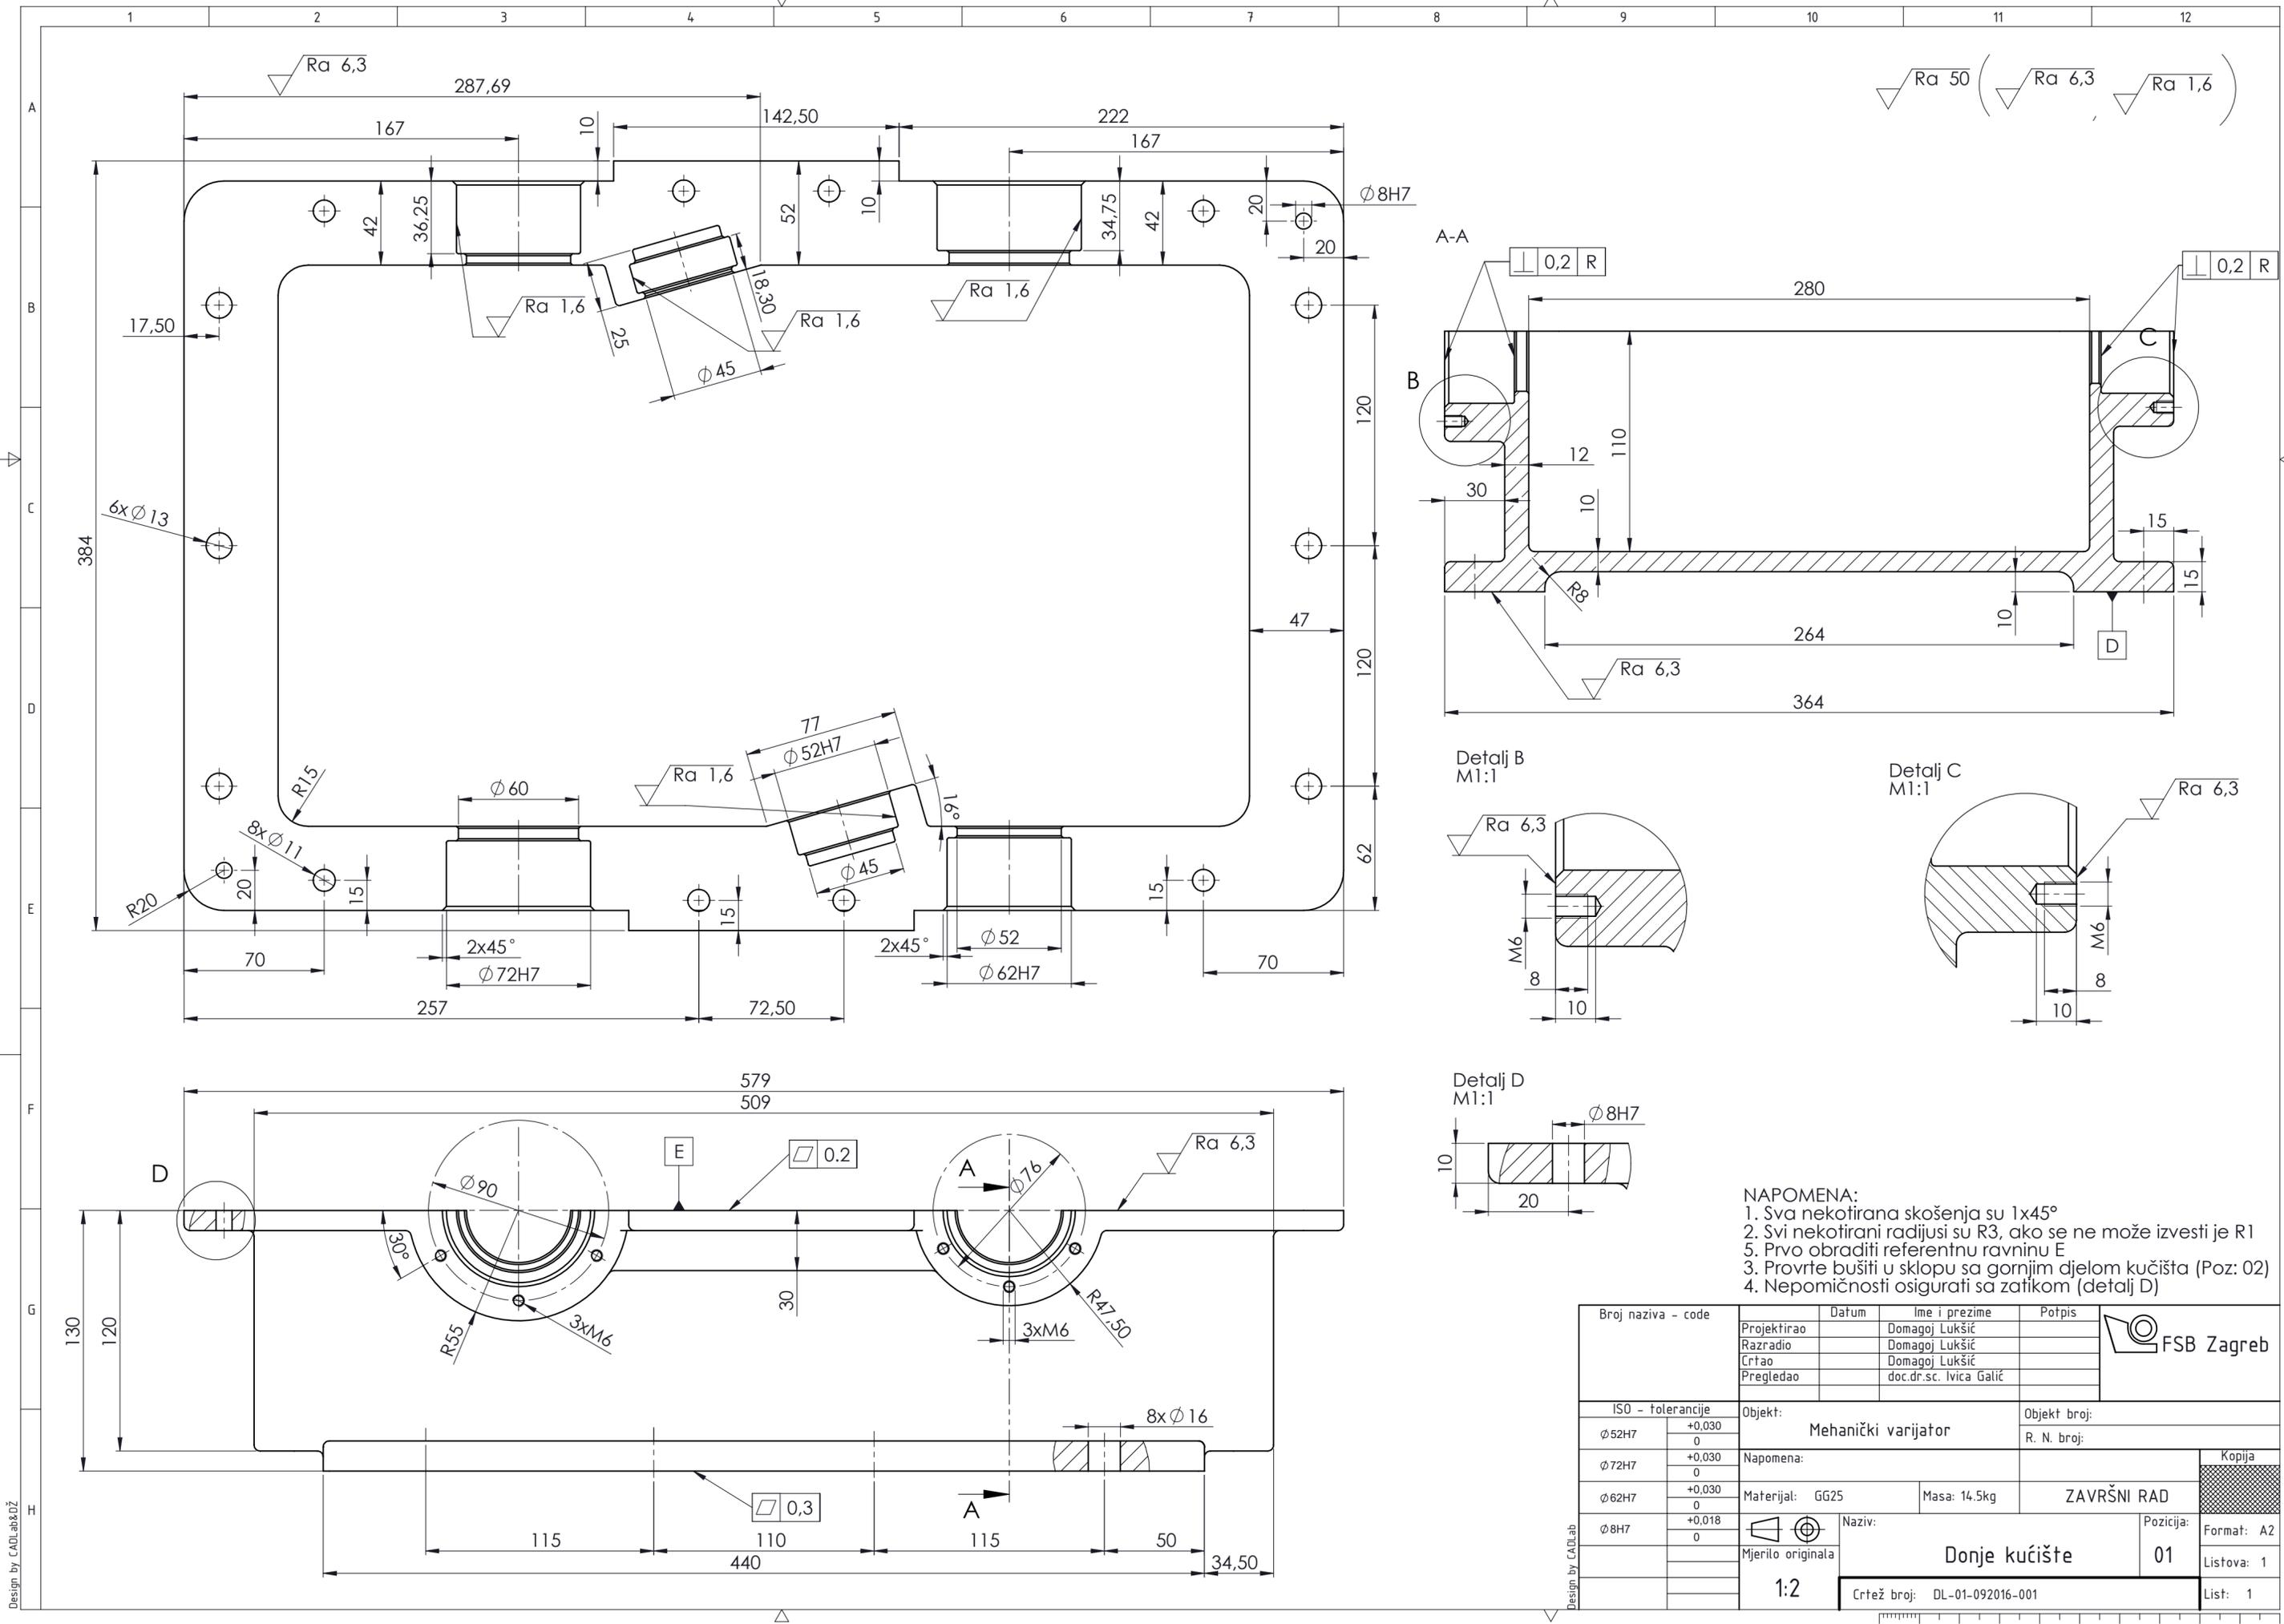 1 2 3 4 5 6 7 8 9 10 11 12
A
B
C
D
E
F
G
H
Ra 6,3
287,69
167
10
142,50
222
167
Ra 50 ( Ra 6,3 , Ra 1,6 )
42
36,25
52
10
34,75
42
20
∅8H7
20
17,50
Ra 1,6
25
18,30
Ra 1,6
Ra 1,6
∅45
120
6x∅13
384
47
120
77
∅52H7
Ra 1,6
16°
R15
∅60
8x∅11
∅45
62
R20
20
15
15
15
2x45°
∅72H7
2x45°
∅52
∅62H7
70
70
257
72,50
A-A
⊥ 0,2 R
⊥ 0,2 R
280
C
B
12
110
30
10
15
R8
10
15
264
D
Ra 6,3
364
Detalj B
M1:1
Ra 6,3
M6
8
10
Detalj C
M1:1
Ra 6,3
M6
8
10
579
509
D
E
▱ 0.2
Ra 6,3
∅90
A
∅76
30°
30
R55
3xM6
3xM6
R47,50
130
120
8x∅16
▱ 0,3
A
115
110
115
50
440
34,50
Detalj D
M1:1
∅8H7
10
20
NAPOMENA:
1. Sva nekotirana skošenja su 1x45°
2. Svi nekotirani radijusi su R3, ako se ne može izvesti je R1
5. Prvo obraditi referentnu ravninu E
3. Provrte bušiti u sklopu sa gornjim djelom kučišta (Poz: 02)
4. Nepomičnosti osigurati sa zatikom (detalj D)
Broj naziva - code
Datum Ime i prezime Potpis
Projektirao Domagoj Lukšić
Razradio Domagoj Lukšić
Crtao Domagoj Lukšić
Pregledao doc.dr.sc. Ivica Galić
FSB Zagreb
ISO - tolerancije
∅52H7 +0,030 0
∅72H7 +0,030 0
∅62H7 +0,030 0
∅8H7 +0,018 0
Objekt: Mehanički varijator
Objekt broj:
R. N. broj:
Napomena:
Kopija
Materijal: GG25
Masa: 14.5kg
ZAVRŠNI RAD
Mjerilo originala
1:2
Naziv: Donje kućište
Pozicija: 01
Format: A2
Listova: 1
Crtež broj: DL-01-092016-001
List: 1
Design by CADLab
Design by CADLab&DŽ